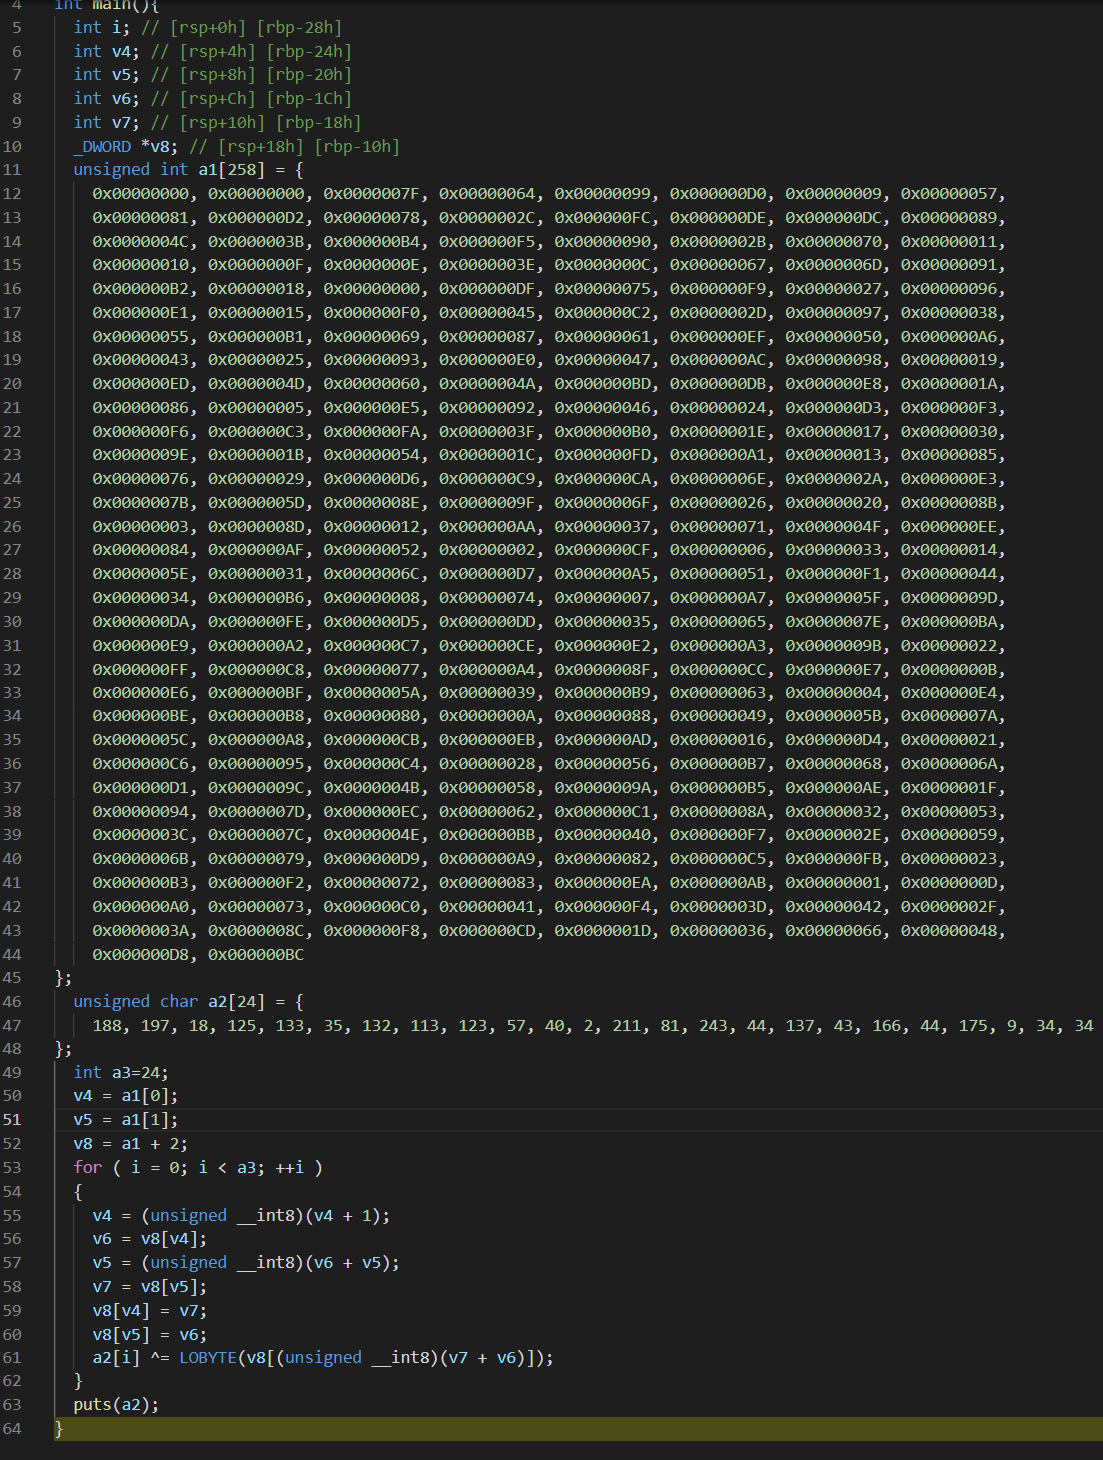 4 int main(){
5 int i; // [rsp+0h] [rbp-28h]
6 int v4; // [rsp+4h] [rbp-24h]
7 int v5; // [rsp+8h] [rbp-20h]
8 int v6; // [rsp+Ch] [rbp-1Ch]
9 int v7; // [rsp+10h] [rbp-18h]
10 _DWORD *v8; // [rsp+18h] [rbp-10h]
11 unsigned int a1[258] = {
12 0x00000000, 0x00000000, 0x0000007F, 0x00000064, 0x00000099, 0x000000D0, 0x00000009, 0x00000057,
13 0x00000081, 0x000000D2, 0x00000078, 0x0000002C, 0x000000FC, 0x000000DE, 0x000000DC, 0x00000089,
14 0x0000004C, 0x0000003B, 0x000000B4, 0x000000F5, 0x00000090, 0x0000002B, 0x00000070, 0x00000011,
15 0x00000010, 0x0000000F, 0x0000000E, 0x0000003E, 0x0000000C, 0x00000067, 0x0000006D, 0x00000091,
16 0x000000B2, 0x00000018, 0x00000000, 0x000000DF, 0x00000075, 0x000000F9, 0x00000027, 0x00000096,
17 0x000000E1, 0x00000015, 0x000000F0, 0x00000045, 0x000000C2, 0x0000002D, 0x00000097, 0x00000038,
18 0x00000055, 0x000000B1, 0x00000069, 0x00000087, 0x00000061, 0x000000EF, 0x00000050, 0x000000A6,
19 0x00000043, 0x00000025, 0x00000093, 0x000000E0, 0x00000047, 0x000000AC, 0x00000098, 0x00000019,
20 0x000000ED, 0x0000004D, 0x00000060, 0x0000004A, 0x000000BD, 0x000000DB, 0x000000E8, 0x0000001A,
21 0x00000086, 0x00000005, 0x000000E5, 0x00000092, 0x00000046, 0x00000024, 0x000000D3, 0x000000F3,
22 0x000000F6, 0x000000C3, 0x000000FA, 0x0000003F, 0x000000B0, 0x0000001E, 0x00000017, 0x00000030,
23 0x0000009E, 0x0000001B, 0x00000054, 0x0000001C, 0x000000FD, 0x000000A1, 0x00000013, 0x00000085,
24 0x00000076, 0x00000029, 0x000000D6, 0x000000C9, 0x000000CA, 0x0000006E, 0x0000002A, 0x000000E3,
25 0x0000007B, 0x0000005D, 0x0000008E, 0x0000009F, 0x0000006F, 0x00000026, 0x00000020, 0x0000008B,
26 0x00000003, 0x0000008D, 0x00000012, 0x000000AA, 0x00000037, 0x00000071, 0x0000004F, 0x000000EE,
27 0x00000084, 0x000000AF, 0x00000052, 0x00000002, 0x000000CF, 0x00000006, 0x00000033, 0x00000014,
28 0x0000005E, 0x00000031, 0x0000006C, 0x000000D7, 0x000000A5, 0x00000051, 0x000000F1, 0x00000044,
29 0x00000034, 0x000000B6, 0x00000008, 0x00000074, 0x00000007, 0x000000A7, 0x0000005F, 0x0000009D,
30 0x000000DA, 0x000000FE, 0x000000D5, 0x000000DD, 0x00000035, 0x00000065, 0x0000007E, 0x000000BA,
31 0x000000E9, 0x000000A2, 0x000000C7, 0x000000CE, 0x000000E2, 0x000000A3, 0x0000009B, 0x00000022,
32 0x000000FF, 0x000000C8, 0x00000077, 0x000000A4, 0x0000008F, 0x000000CC, 0x000000E7, 0x0000000B,
33 0x000000E6, 0x000000BF, 0x0000005A, 0x00000039, 0x000000B9, 0x00000063, 0x00000004, 0x000000E4,
34 0x000000BE, 0x000000B8, 0x00000080, 0x0000000A, 0x00000088, 0x00000049, 0x0000005B, 0x0000007A,
35 0x0000005C, 0x000000A8, 0x000000CB, 0x000000EB, 0x000000AD, 0x00000016, 0x000000D4, 0x00000021,
36 0x000000C6, 0x00000095, 0x000000C4, 0x00000028, 0x00000056, 0x000000B7, 0x00000068, 0x0000006A,
37 0x000000D1, 0x0000009C, 0x0000004B, 0x00000058, 0x0000009A, 0x000000B5, 0x000000AE, 0x0000001F,
38 0x00000094, 0x0000007D, 0x000000EC, 0x00000062, 0x000000C1, 0x0000008A, 0x00000032, 0x00000053,
39 0x0000003C, 0x0000007C, 0x0000004E, 0x000000BB, 0x00000040, 0x000000F7, 0x0000002E, 0x00000059,
40 0x0000006B, 0x00000079, 0x000000D9, 0x000000A9, 0x00000082, 0x000000C5, 0x000000FB, 0x00000023,
41 0x000000B3, 0x000000F2, 0x00000072, 0x00000083, 0x000000EA, 0x000000AB, 0x00000001, 0x0000000D,
42 0x000000A0, 0x00000073, 0x000000C0, 0x00000041, 0x000000F4, 0x0000003D, 0x00000042, 0x0000002F,
43 0x0000003A, 0x0000008C, 0x000000F8, 0x000000CD, 0x0000001D, 0x00000036, 0x00000066, 0x00000048,
44 0x000000D8, 0x000000BC
45 };
46 unsigned char a2[24] = {
47 188, 197, 18, 125, 133, 35, 132, 113, 123, 57, 40, 2, 211, 81, 243, 44, 137, 43, 166, 44, 175, 9, 34, 34
48 };
49 int a3=24;
50 v4 = a1[0];
51 v5 = a1[1];
52 v8 = a1 + 2;
53 for ( i = 0; i < a3; ++i )
54 {
55 v4 = (unsigned __int8)(v4 + 1);
56 v6 = v8[v4];
57 v5 = (unsigned __int8)(v6 + v5);
58 v7 = v8[v5];
59 v8[v4] = v7;
60 v8[v5] = v6;
61 a2[i] ^= LOBYTE(v8[(unsigned __int8)(v7 + v6)]);
62 }
63 puts(a2);
64 }